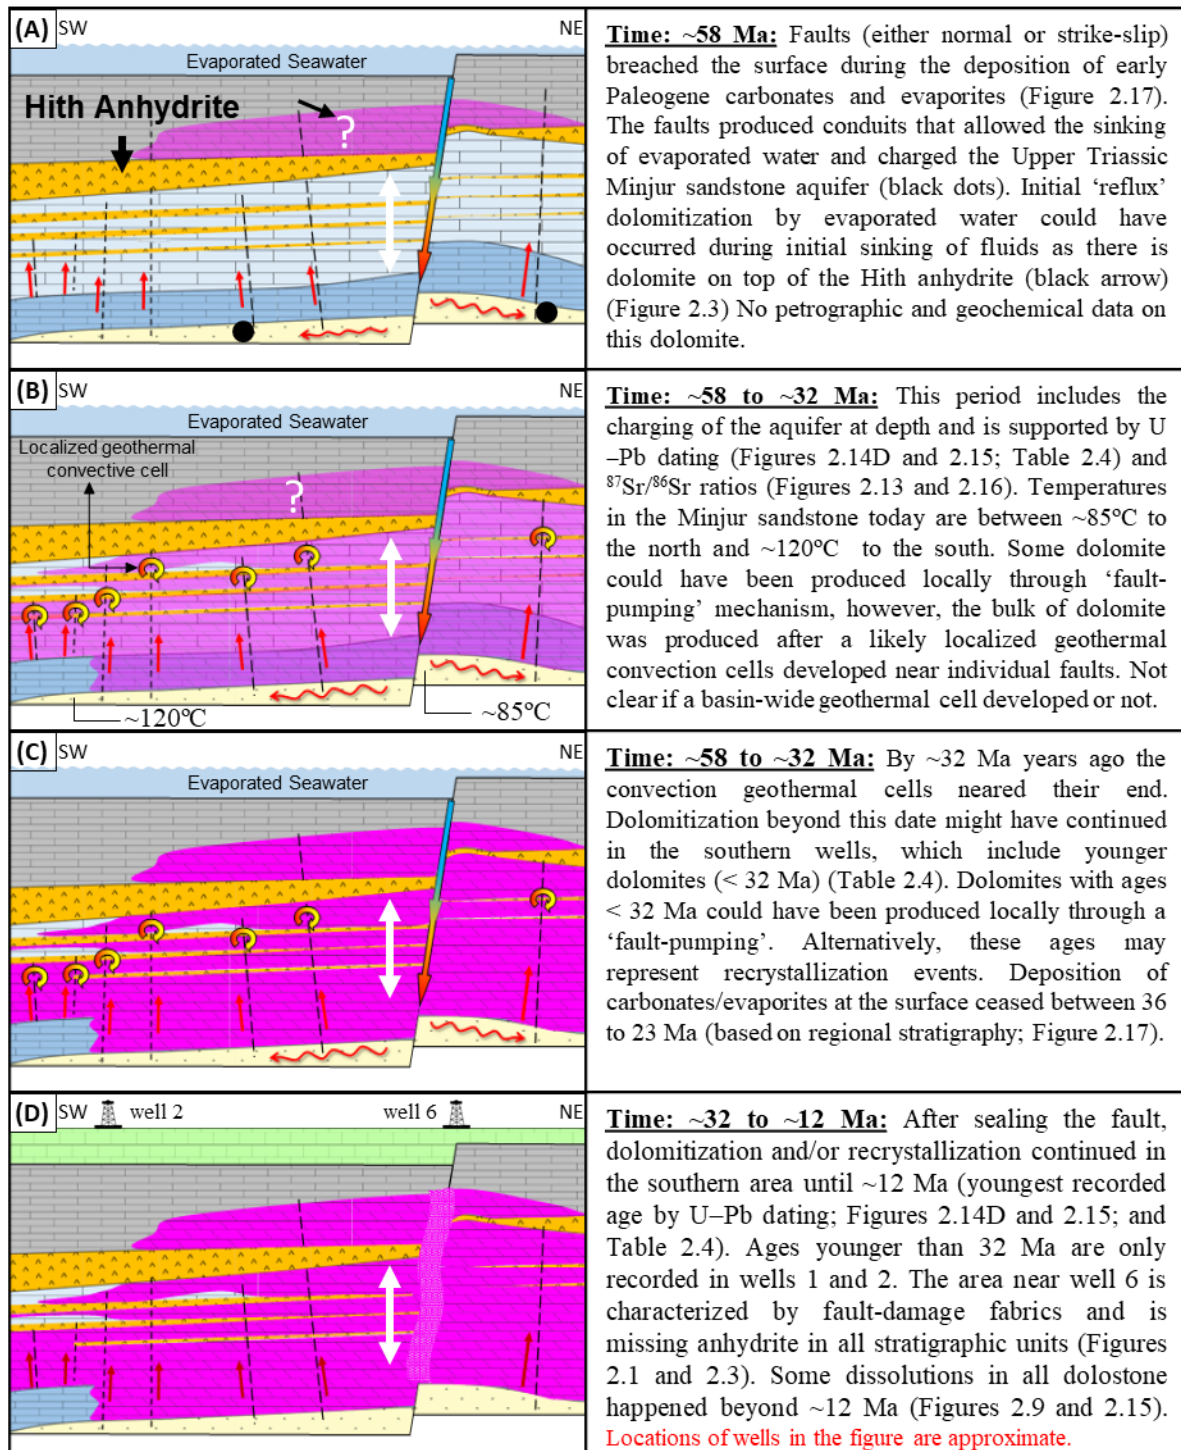 (A) SW NE
Evaporated Seawater
Hith Anhydrite
?
Time: ~58 Ma: Faults (either normal or strike-slip)
breached the surface during the deposition of early
Paleogene carbonates and evaporites (Figure 2.17).
The faults produced conduits that allowed the sinking
of evaporated water and charged the Upper Triassic
Minjur sandstone aquifer (black dots). Initial ‘reflux’
dolomitization by evaporated water could have
occurred during initial sinking of fluids as there is
dolomite on top of the Hith anhydrite (black arrow)
(Figure 2.3) No petrographic and geochemical data on
this dolomite.
(B) SW NE
Evaporated Seawater
Localized geothermal
convective cell
?
~120ºC
~85ºC
Time: ~58 to ~32 Ma: This period includes the
charging of the aquifer at depth and is supported by U
–Pb dating (Figures 2.14D and 2.15; Table 2.4) and
⁸⁷Sr/⁸⁶Sr ratios (Figures 2.13 and 2.16). Temperatures
in the Minjur sandstone today are between ~85ºC to
the north and ~120ºC to the south. Some dolomite
could have been produced locally through ‘fault-
pumping’ mechanism, however, the bulk of dolomite
was produced after a likely localized geothermal
convection cells developed near individual faults. Not
clear if a basin-wide geothermal cell developed or not.
(C) SW NE
Evaporated Seawater
Time: ~58 to ~32 Ma: By ~32 Ma years ago the
convection geothermal cells neared their end.
Dolomitization beyond this date might have continued
in the southern wells, which include younger
dolomites (< 32 Ma) (Table 2.4). Dolomites with ages
< 32 Ma could have been produced locally through a
‘fault-pumping’. Alternatively, these ages may
represent recrystallization events. Deposition of
carbonates/evaporites at the surface ceased between 36
to 23 Ma (based on regional stratigraphy; Figure 2.17).
(D) SW well 2 well 6 NE
Time: ~32 to ~12 Ma: After sealing the fault,
dolomitization and/or recrystallization continued in
the southern area until ~12 Ma (youngest recorded
age by U–Pb dating; Figures 2.14D and 2.15; and
Table 2.4). Ages younger than 32 Ma are only
recorded in wells 1 and 2. The area near well 6 is
characterized by fault-damage fabrics and is
missing anhydrite in all stratigraphic units (Figures
2.1 and 2.3). Some dissolutions in all dolostone
happened beyond ~12 Ma (Figures 2.9 and 2.15).
Locations of wells in the figure are approximate.